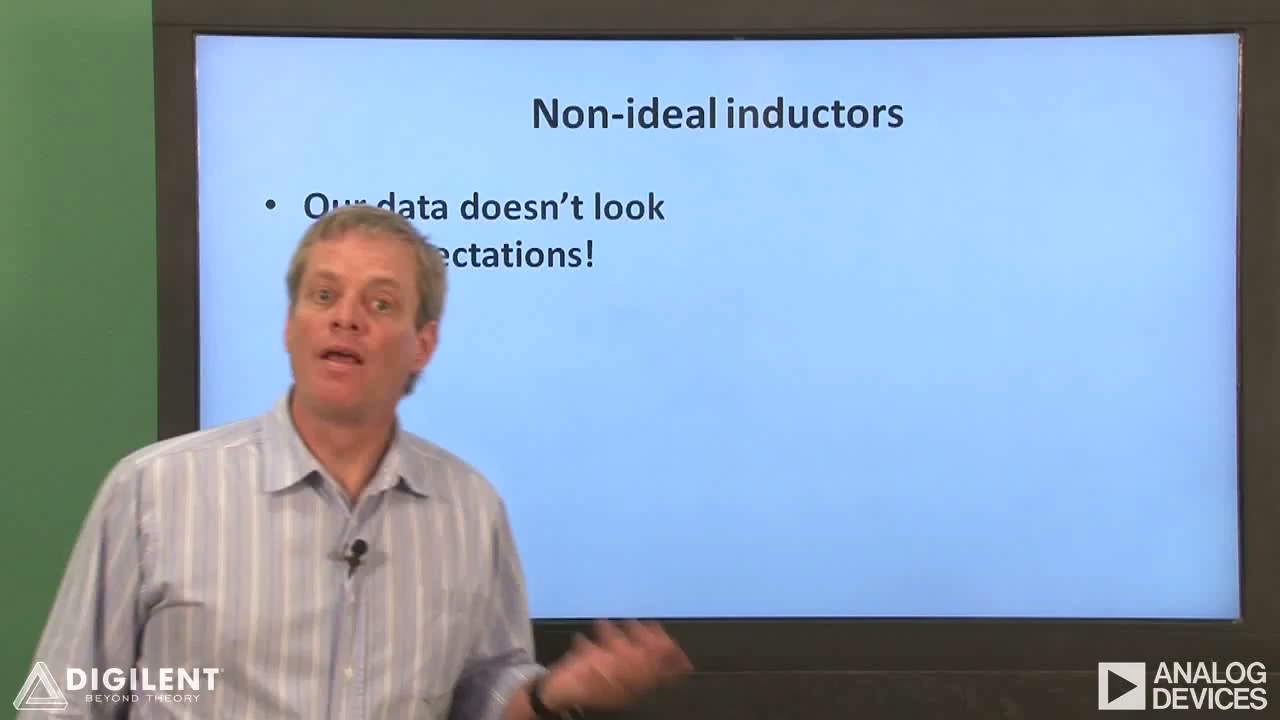 Non-ideal inductors
• Our data doesn't look
ectations!
DIGILENT
BEYOND THEORY
ANALOG
DEVICES